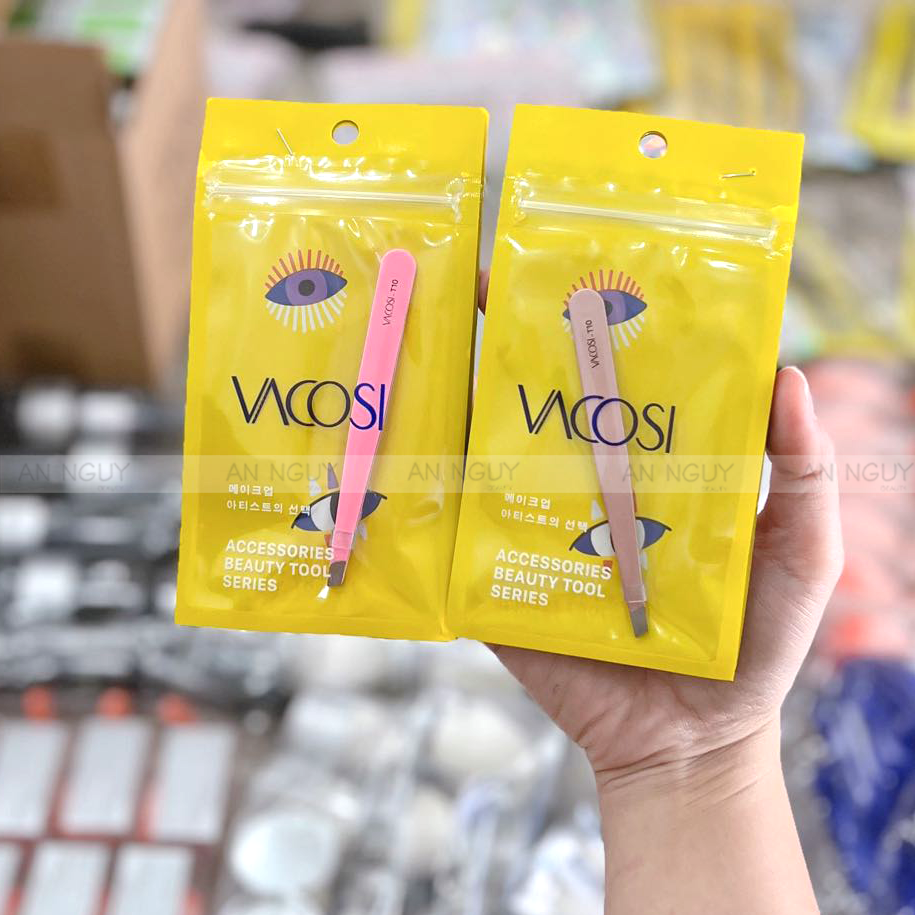 VACOSI · T10
VACOSI
메이크업
아티스트의 선택
ACCESSORIES
BEAUTY TOOL
SERIES
VACOSI · T10
VACOSI
메이크업
아티스트의 선택
ACCESSORIES
BEAUTY TOOL
SERIES
AN NGUY AN NGUY AN NGUY AN NGUY AN NGUY